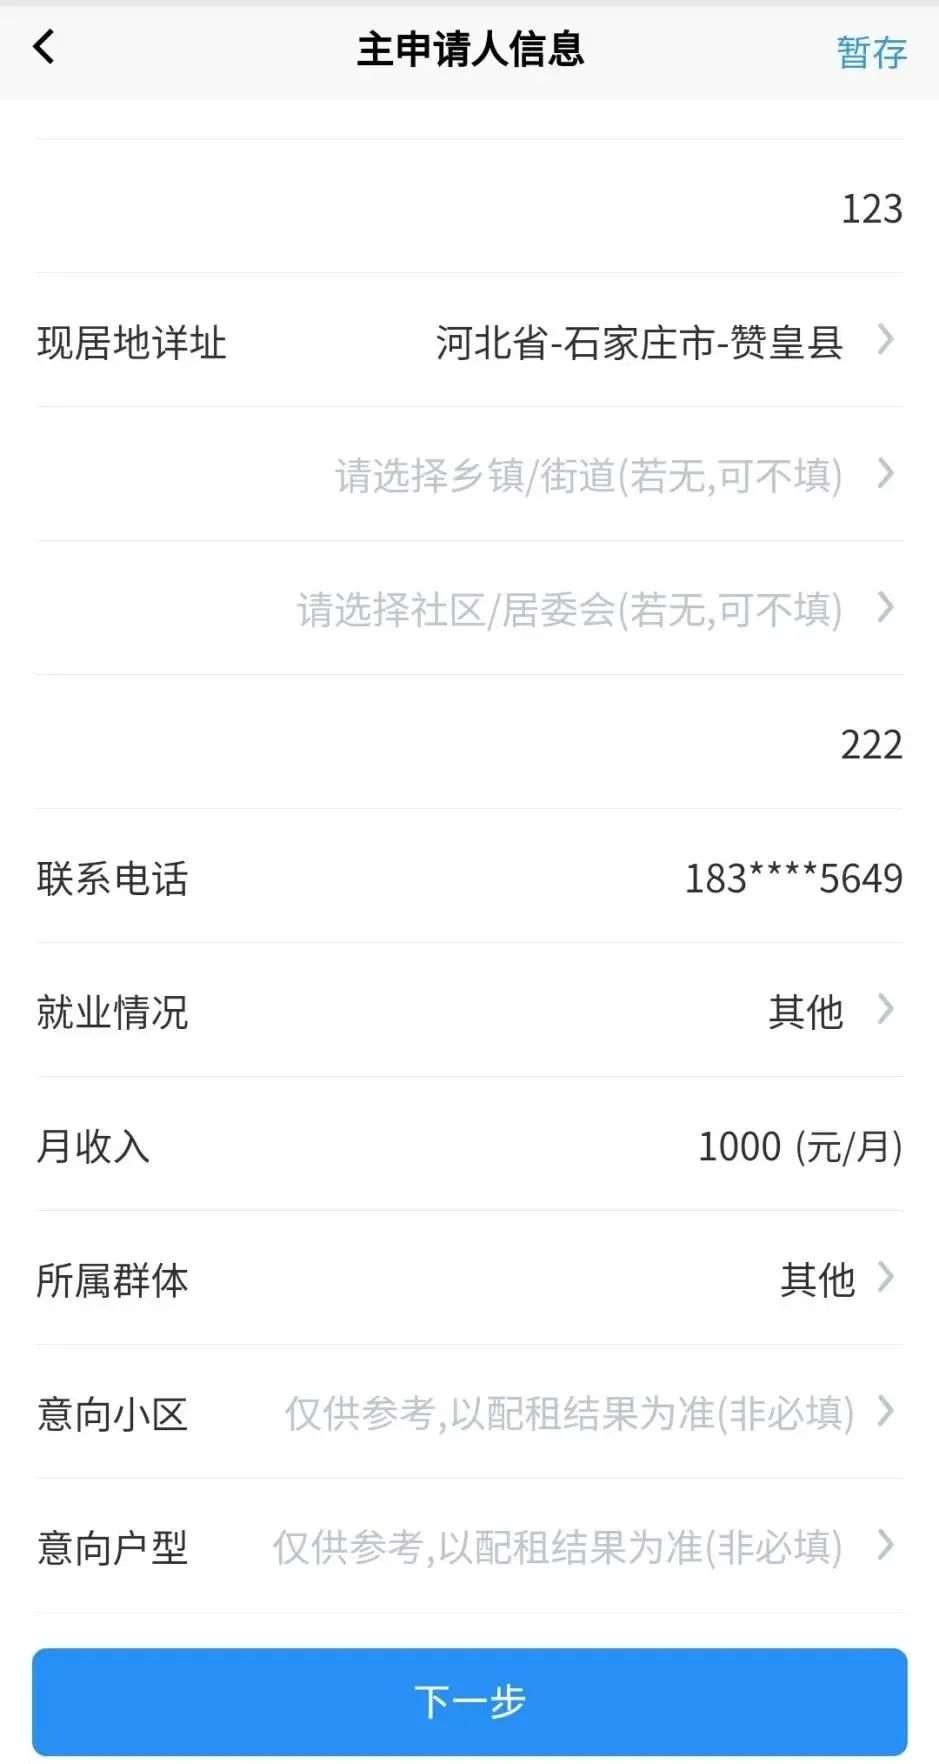 主申请人信息 暂存
123
现居地详址 河北省-石家庄市-赞皇县
请选择乡镇/街道(若无,可不填)
请选择社区/居委会(若无,可不填)
222
联系电话 183****5649
就业情况 其他
月收入 1000 (元/月)
所属群体 其他
意向小区 仅供参考,以配租结果为准(非必填)
意向户型 仅供参考,以配租结果为准(非必填)
下一步